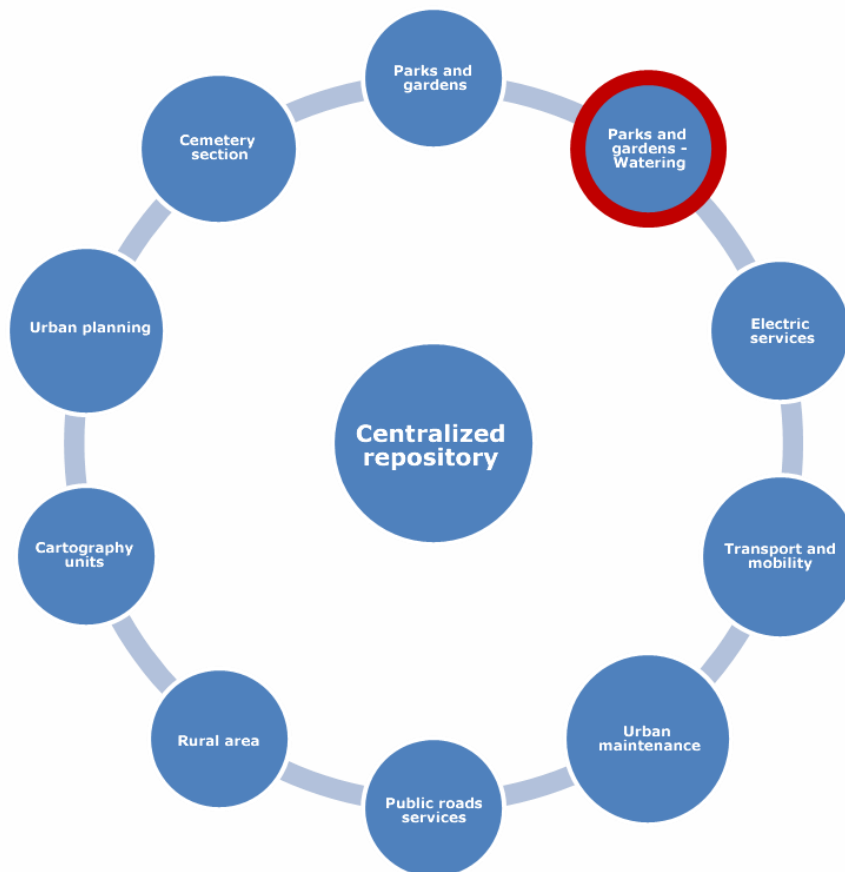 Parks and
gardens
Parks and
gardens -
Watering
Electric
services
Transport and
mobility
Urban
maintenance
Public roads
services
Rural area
Cartography
units
Urban planning
Cemetery
section
Centralized
repository